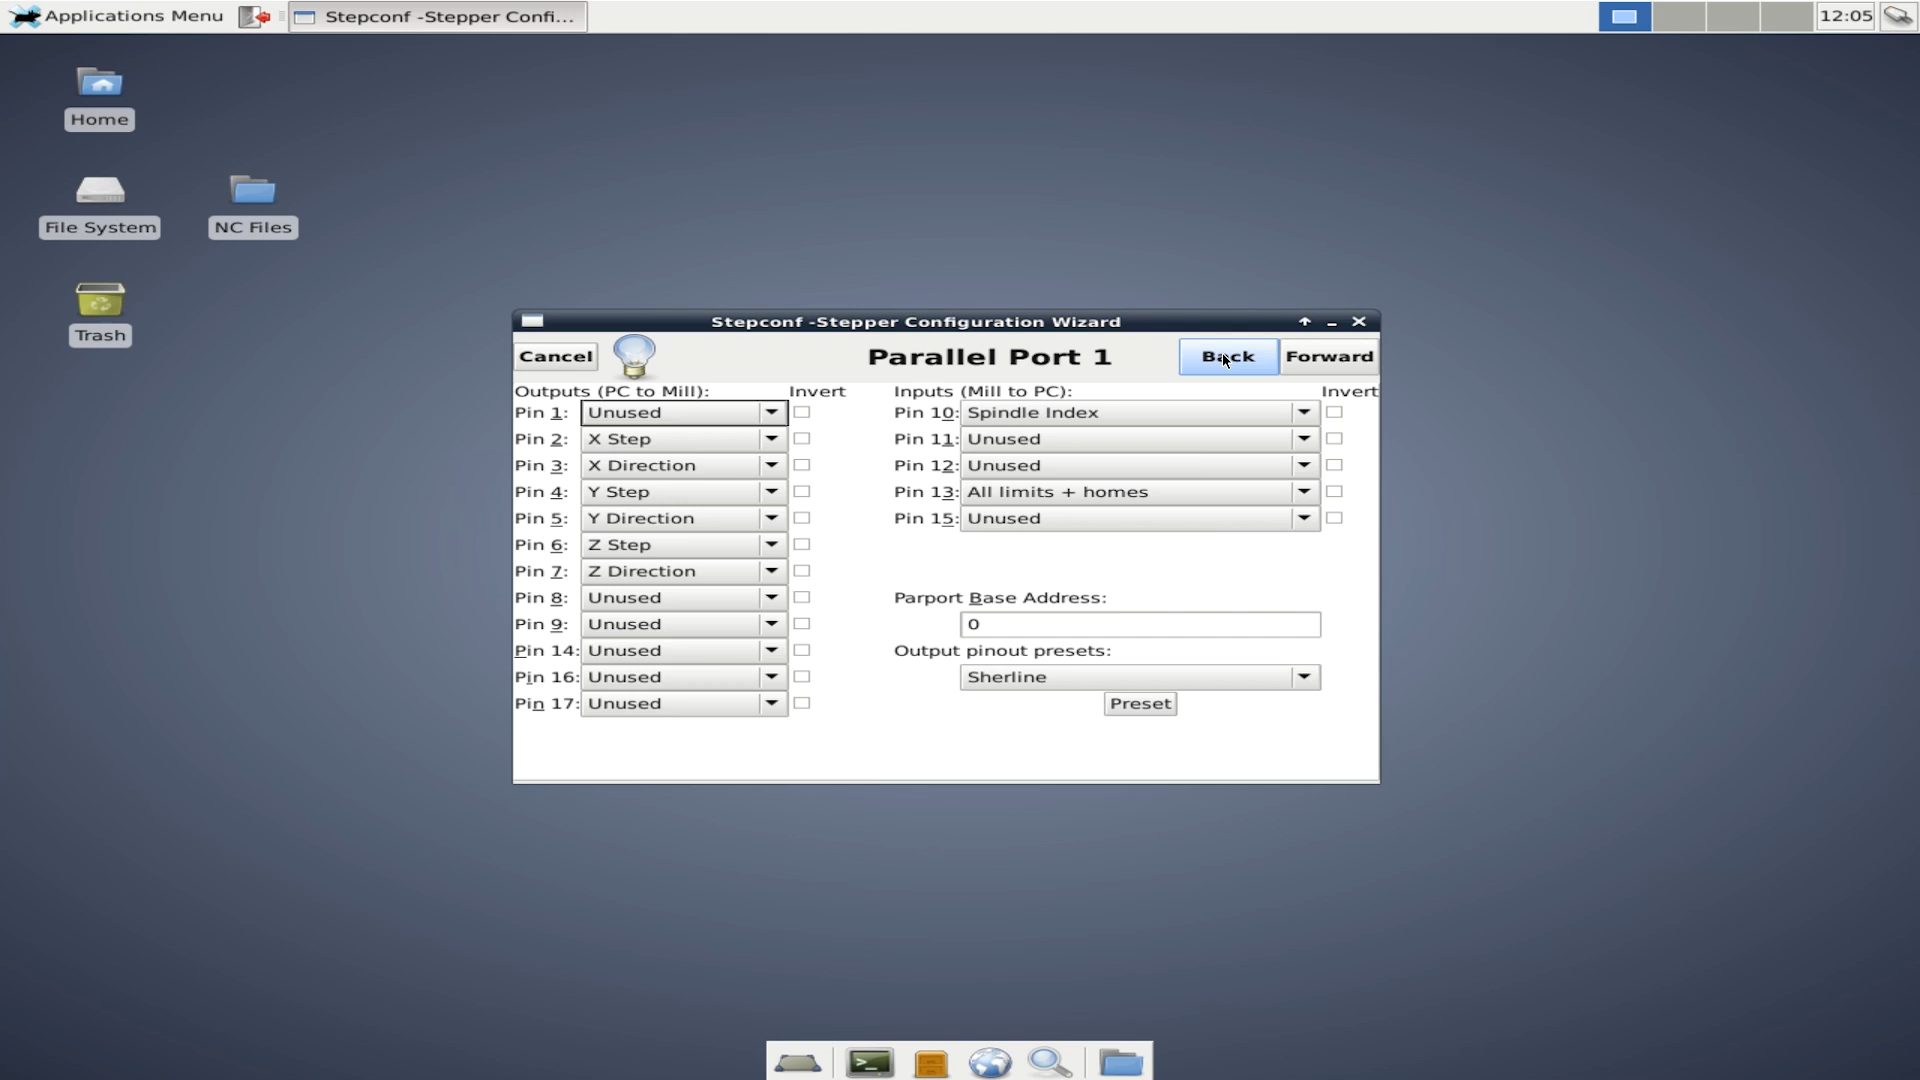 Applications Menu
Stepconf -Stepper Confi...
12:05
Home
File System
NC Files
Trash
Stepconf -Stepper Configuration Wizard
Cancel
Parallel Port 1
Back
Forward
Outputs (PC to Mill):
Invert
Inputs (Mill to PC):
Invert
Pin 1: Unused
Pin 10: Spindle Index
Pin 2: X Step
Pin 11: Unused
Pin 3: X Direction
Pin 12: Unused
Pin 4: Y Step
Pin 13: All limits + homes
Pin 5: Y Direction
Pin 15: Unused
Pin 6: Z Step
Pin 7: Z Direction
Pin 8: Unused
Parport Base Address:
Pin 9: Unused
0
Pin 14: Unused
Output pinout presets:
Pin 16: Unused
Sherline
Pin 17: Unused
Preset